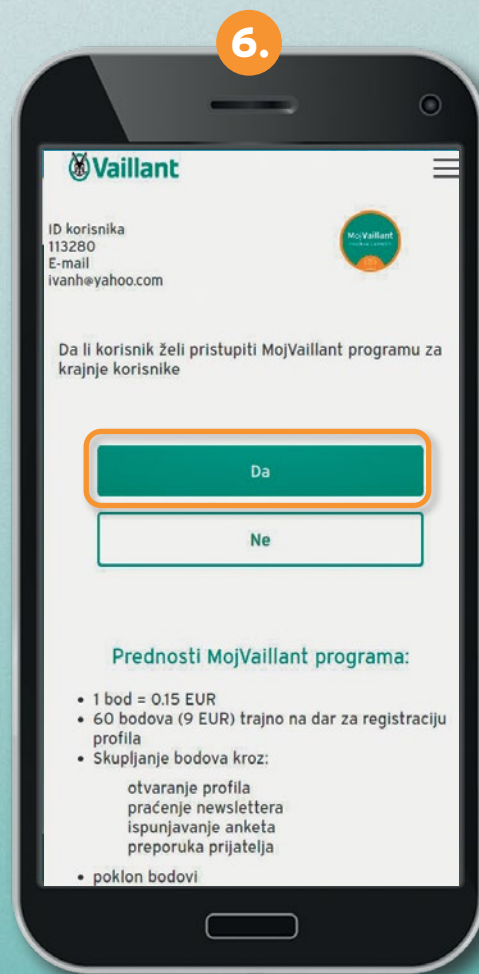 6.
Vaillant
ID korisnika
113280
E-mail
ivanh@yahoo.com
MojVaillant
Da li korisnik želi pristupiti MojVaillant programu za
krajnje korisnike
Da
Ne
Prednosti MojVaillant programa:
• 1 bod = 0.15 EUR
• 60 bodova (9 EUR) trajno na dar za registraciju
profila
• Skupljanje bodova kroz:
otvaranje profila
praćenje newslettera
ispunjavanje anketa
preporuka prijatelja
• poklon bodovi